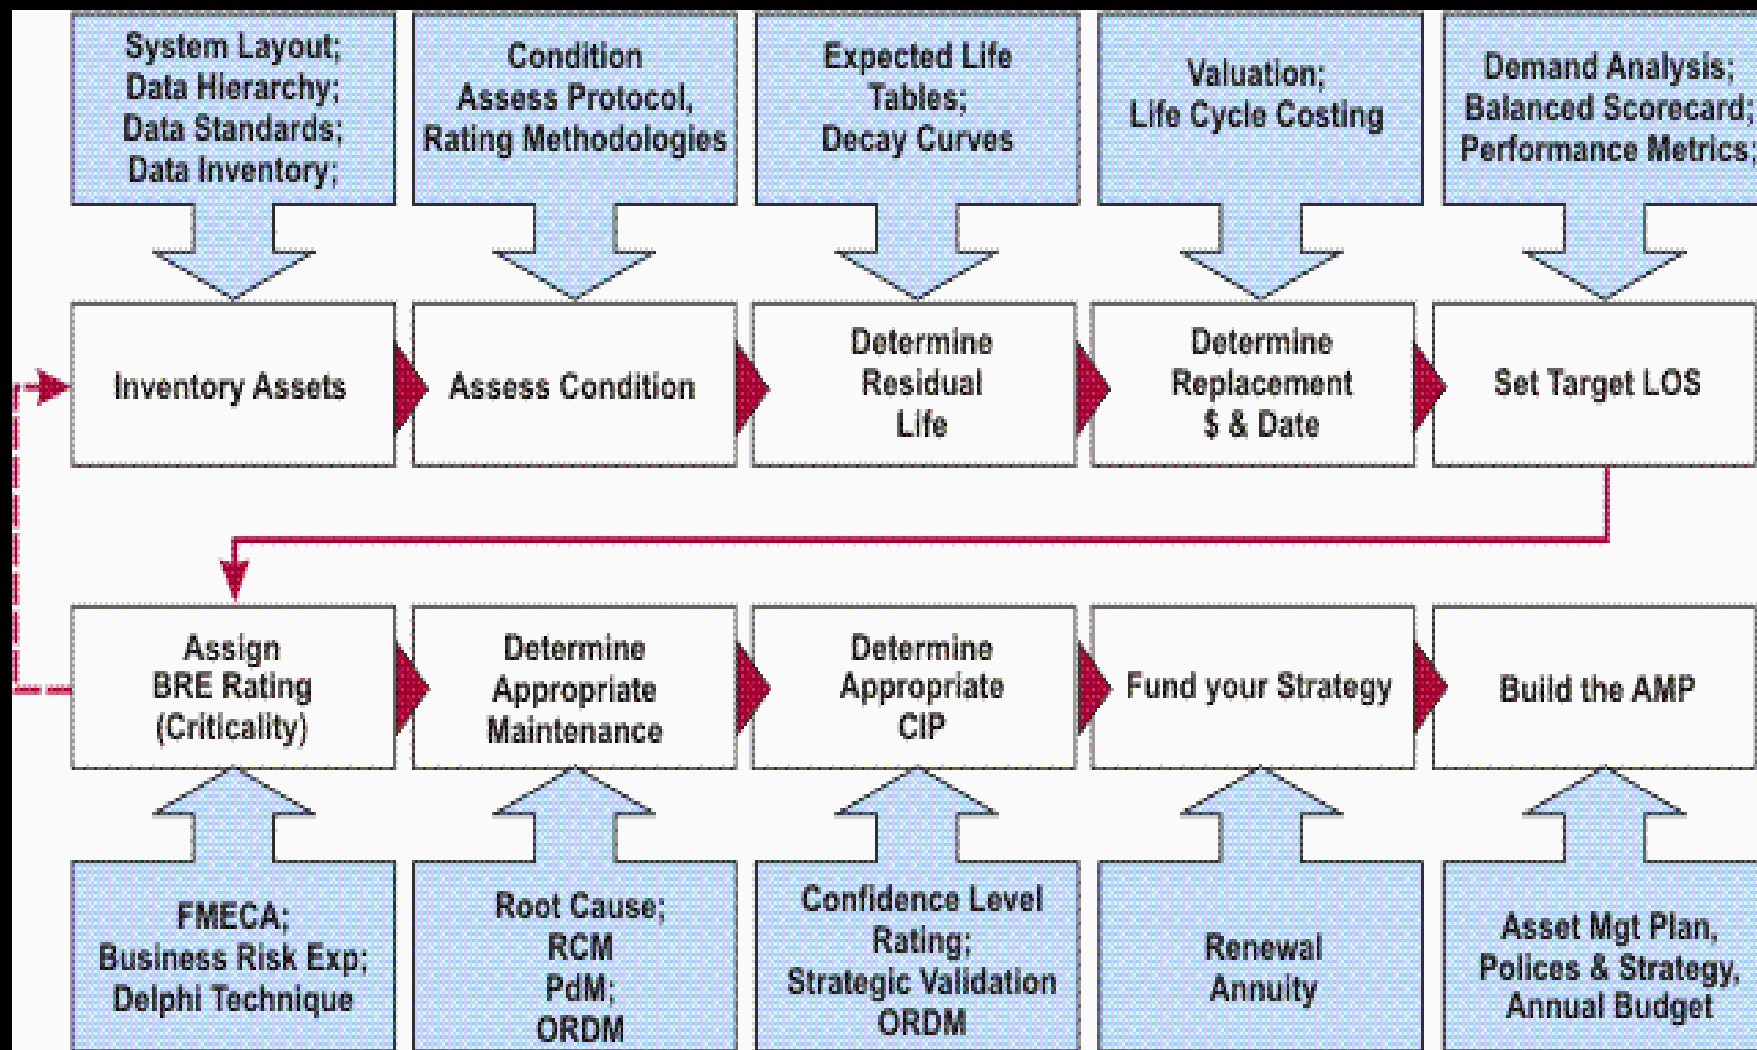 System Layout;
Data Hierarchy;
Data Standards;
Data Inventory;
Condition
Assess Protocol,
Rating Methodologies
Expected Life
Tables;
Decay Curves
Valuation;
Life Cycle Costing
Demand Analysis;
Balanced Scorecard;
Performance Metrics;
Inventory Assets
Assess Condition
Determine
Residual
Life
Determine
Replacement
$ & Date
Set Target LOS
Assign
BRE Rating
(Criticality)
Determine
Appropriate
Maintenance
Determine
Appropriate
CIP
Fund your Strategy
Build the AMP
FMECA;
Business Risk Exp;
Delphi Technique
Root Cause;
RCM
PdM;
ORDM
Confidence Level
Rating;
Strategic Validation
ORDM
Renewal
Annuity
Asset Mgt Plan,
Polices & Strategy,
Annual Budget